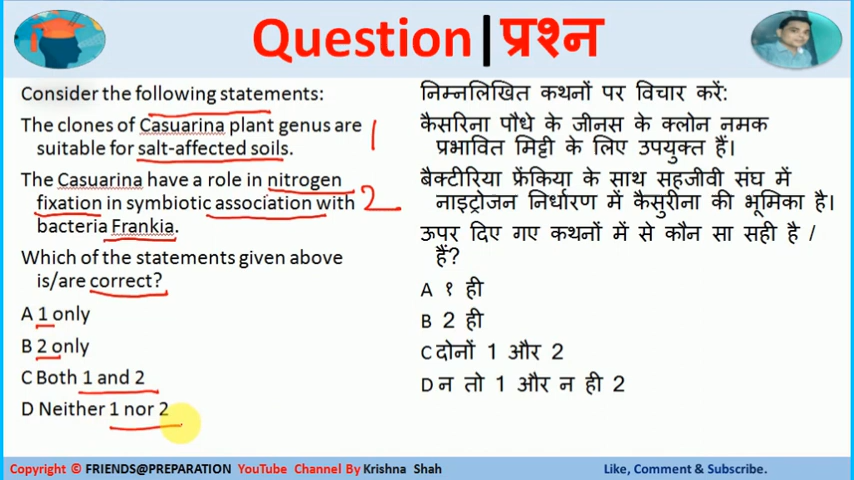 Question|प्रश्न
Consider the following statements:
The clones of Casuarina plant genus are
suitable for salt-affected soils.
1
The Casuarina have a role in nitrogen
fixation in symbiotic association with
2
bacteria Frankia.
Which of the statements given above
is/are correct?
A 1 only
B 2 only
C Both 1 and 2
D Neither 1 nor 2
निम्नलिखित कथनों पर विचार करें:
कैसरिना पौधे के जीनस के क्लोन नमक
प्रभावित मिट्टी के लिए उपयुक्त हैं।
बैक्टीरिया फ्रेंकिया के साथ सहजीवी संघ में
नाइट्रोजन निर्धारण में कैसुरीना की भूमिका है।
ऊपर दिए गए कथनों में से कौन सा सही है /
हैं?
A १ ही
B 2 ही
C दोनों 1 और 2
D न तो 1 और न ही 2
Copyright © FRIENDS@PREPARATION YouTube Channel By Krishna Shah
Like, Comment & Subscribe.